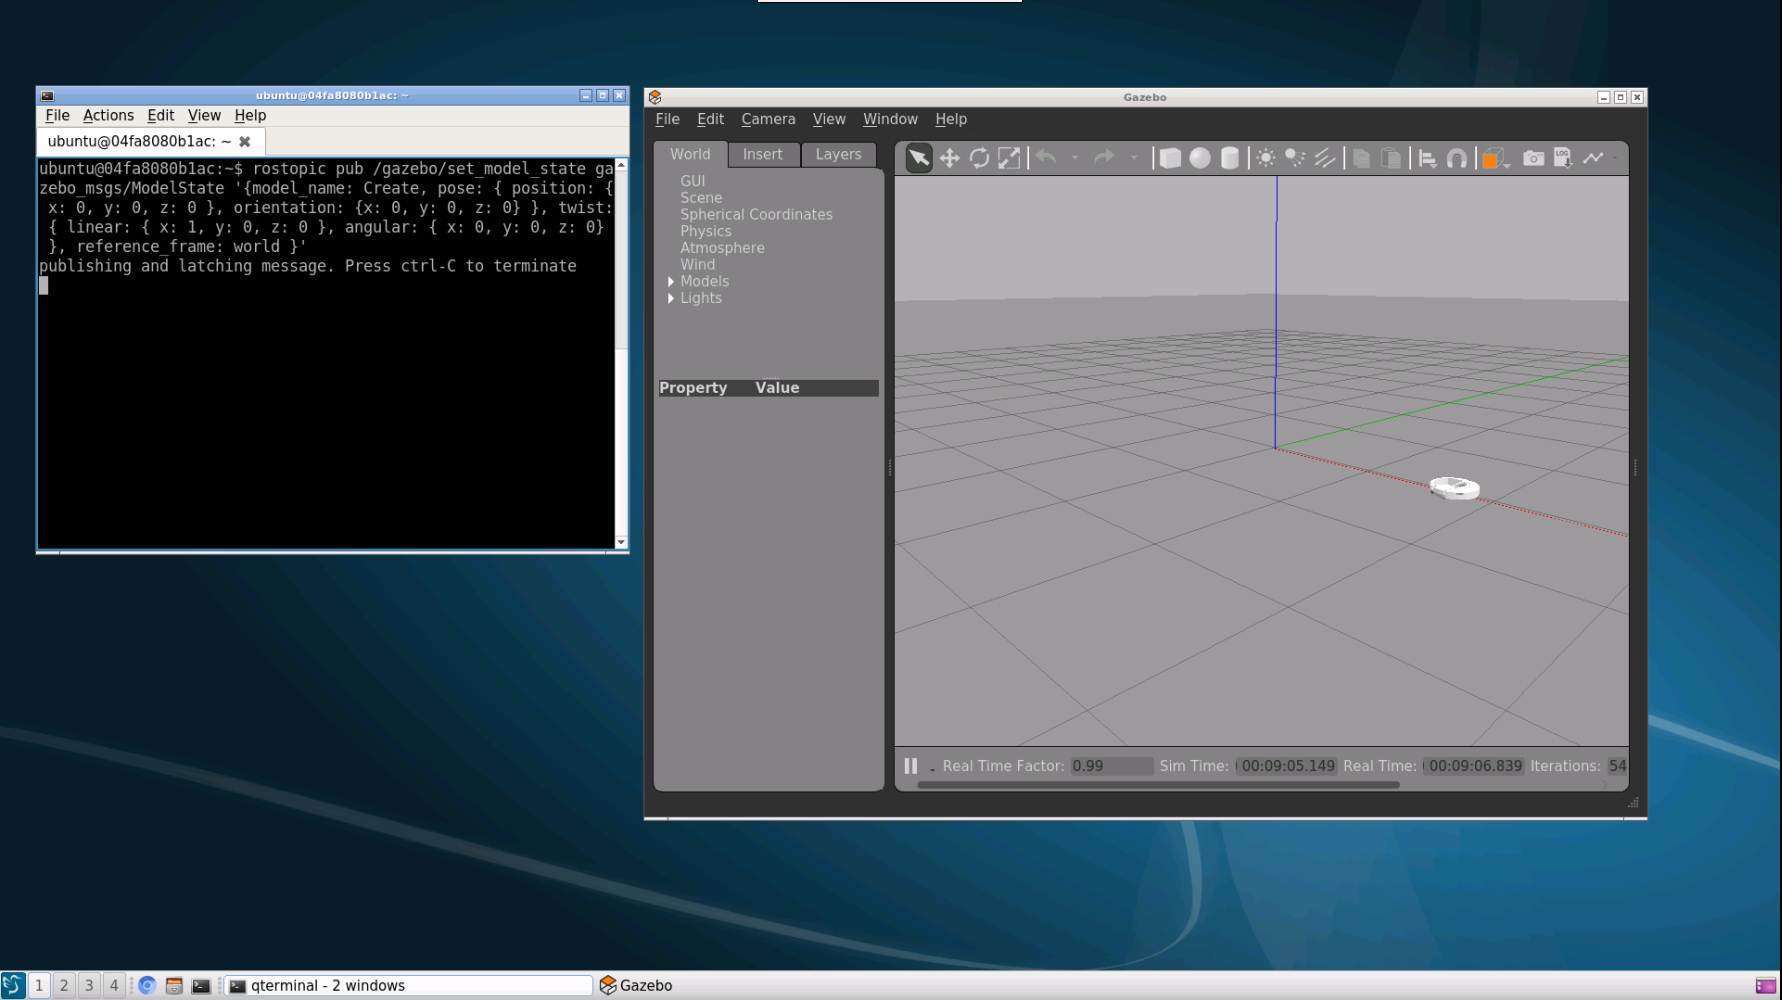 ubuntu@04fa8080b1ac: ~
File Actions Edit View Help
ubuntu@04fa8080b1ac: ~
ubuntu@04fa8080b1ac:~$ rostopic pub /gazebo/set_model_state ga
zebo_msgs/ModelState '{model_name: Create, pose: { position: {
x: 0, y: 0, z: 0 }, orientation: {x: 0, y: 0, z: 0} }, twist:
{ linear: { x: 1, y: 0, z: 0 }, angular: { x: 0, y: 0, z: 0}
}, reference_frame: world }'
publishing and latching message. Press ctrl-C to terminate
Gazebo
File Edit Camera View Window Help
World Insert Layers
GUI
Scene
Spherical Coordinates
Physics
Atmosphere
Wind
Models
Lights
Property Value
LOG
Real Time Factor: 0.99 Sim Time: 00:09:05.149 Real Time: 00:09:06.839 Iterations: 54
1 2 3 4 qterminal - 2 windows Gazebo